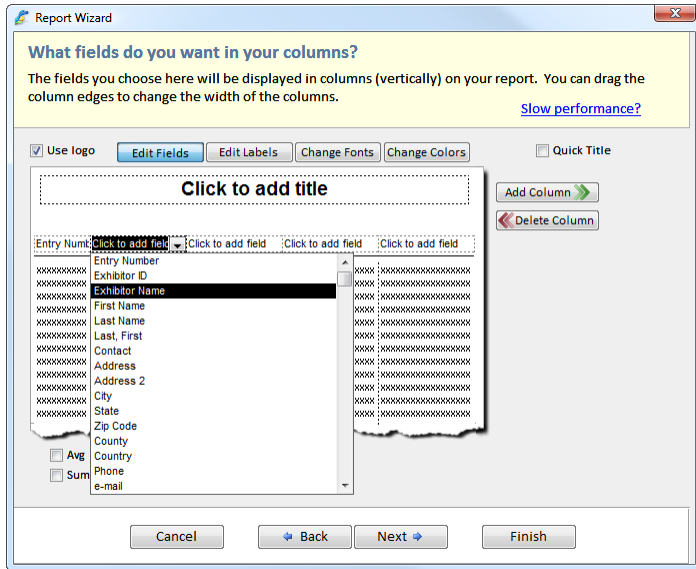 Report Wizard
What fields do you want in your columns?
The fields you choose here will be displayed in columns (vertically) on your report. You can drag the
column edges to change the width of the columns.
Slow performance?
Use logo Edit Fields Edit Labels Change Fonts Change Colors Quick Title
Click to add title
Add Column
Delete Column
Entry Numb Click to add field Click to add field Click to add field Click to add field
Entry Number
Exhibitor ID
Exhibitor Name
First Name
Last Name
Last, First
Contact
Address
Address 2
City
State
Zip Code
County
Country
Phone
e-mail
Avg
Sum
Cancel Back Next Finish